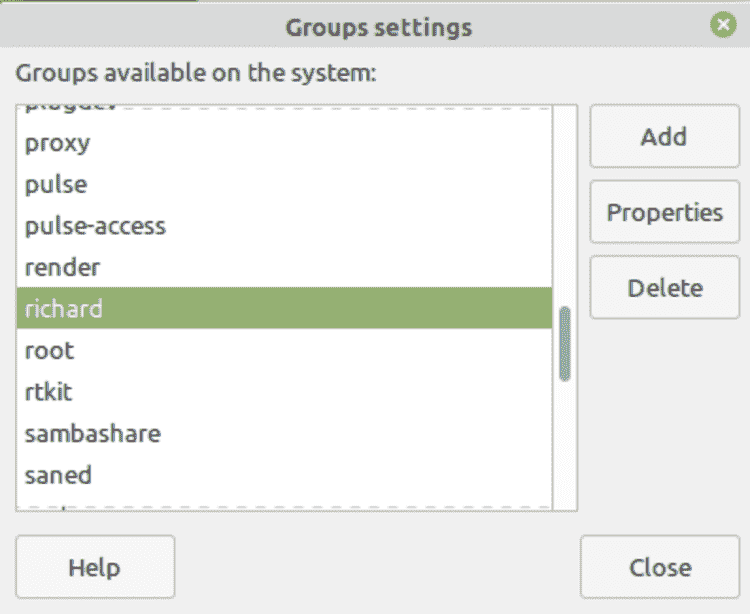 Groups settings
Groups available on the system:
proxy
pulse
pulse-access
render
richard
root
rtkit
sambashare
saned
Add
Properties
Delete
Help
Close